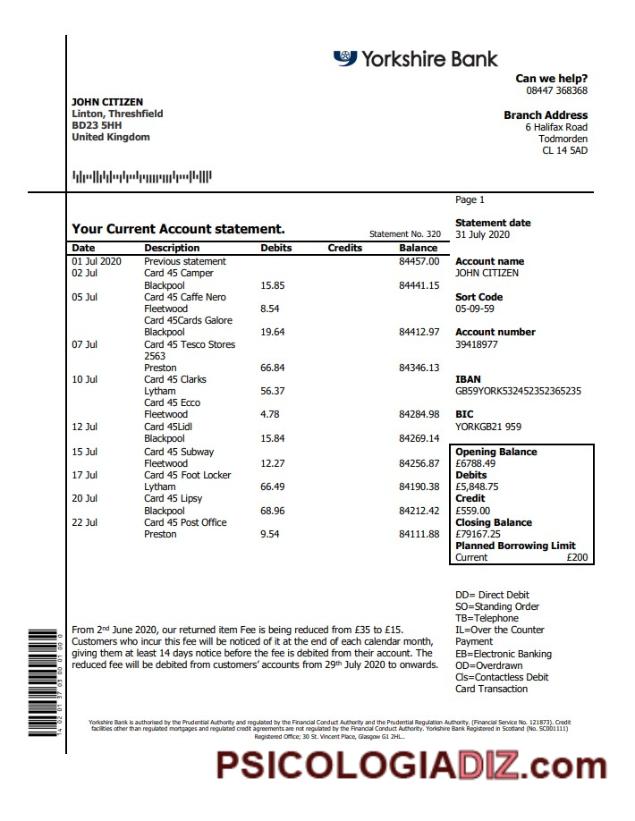 Yorkshire Bank
Can we help?
08447 368368
JOHN CITIZEN
Linton, Threshfield
BD23 5HH
United Kingdom
Branch Address
6 Halifax Road
Todmorden
CL 14 5AD
Page 1
Your Current Account statement.
Statement No. 320
Statement date
31 July 2020
Date Description Debits Credits Balance
01 Jul 2020 Previous statement 84457.00
02 Jul Card 45 Camper
Blackpool 15.85 84441.15
05 Jul Card 45 Caffe Nero
Fleetwood 8.54
Card 45Cards Galore
Blackpool 19.64 84412.97
07 Jul Card 45 Tesco Stores
2563
Preston 66.84 84346.13
10 Jul Card 45 Clarks
Lytham 56.37
Card 45 Ecco
Fleetwood 4.78 84284.98
12 Jul Card 45Lidl
Blackpool 15.84 84269.14
15 Jul Card 45 Subway
Fleetwood 12.27 84256.87
17 Jul Card 45 Foot Locker
Lytham 66.49 84190.38
20 Jul Card 45 Lipsy
Blackpool 68.96 84212.42
22 Jul Card 45 Post Office
Preston 9.54 84111.88
Account name
JOHN CITIZEN
Sort Code
05-09-59
Account number
39418977
IBAN
GB59YORK532452352365235
BIC
YORKGB21 959
Opening Balance
£6788.49
Debits
£5,848.75
Credit
£559.00
Closing Balance
£79167.25
Planned Borrowing Limit
Current £200
DD= Direct Debit
SO=Standing Order
TB=Telephone
IL=Over the Counter
Payment
EB=Electronic Banking
OD=Overdrawn
Cls=Contactless Debit
Card Transaction
From 2nd June 2020, our returned item Fee is being reduced from £35 to £15.
Customers who incur this fee will be noticed of it at the end of each calendar month,
giving them at least 14 days notice before the fee is debited from their account. The
reduced fee will be debited from customers' accounts from 29th July 2020 to onwards.
14 02 01 37 03 00 01 00 0
Yorkshire Bank is authorised by the Prudential Authority and regulated by the Financial Conduct Authority and the Prudential Regulation Authority. (Financial Service No. 121873). Credit
facilities other than regulated mortgages and regulated credit agreements are not regulated by the Financial Conduct Authority. Yorkshire Bank Registered in Scotland (No. SC001111)
Registered Office; 30 St. Vincent Place, Glasgow G1 2HL..
PSICOLOGIADIZ.com